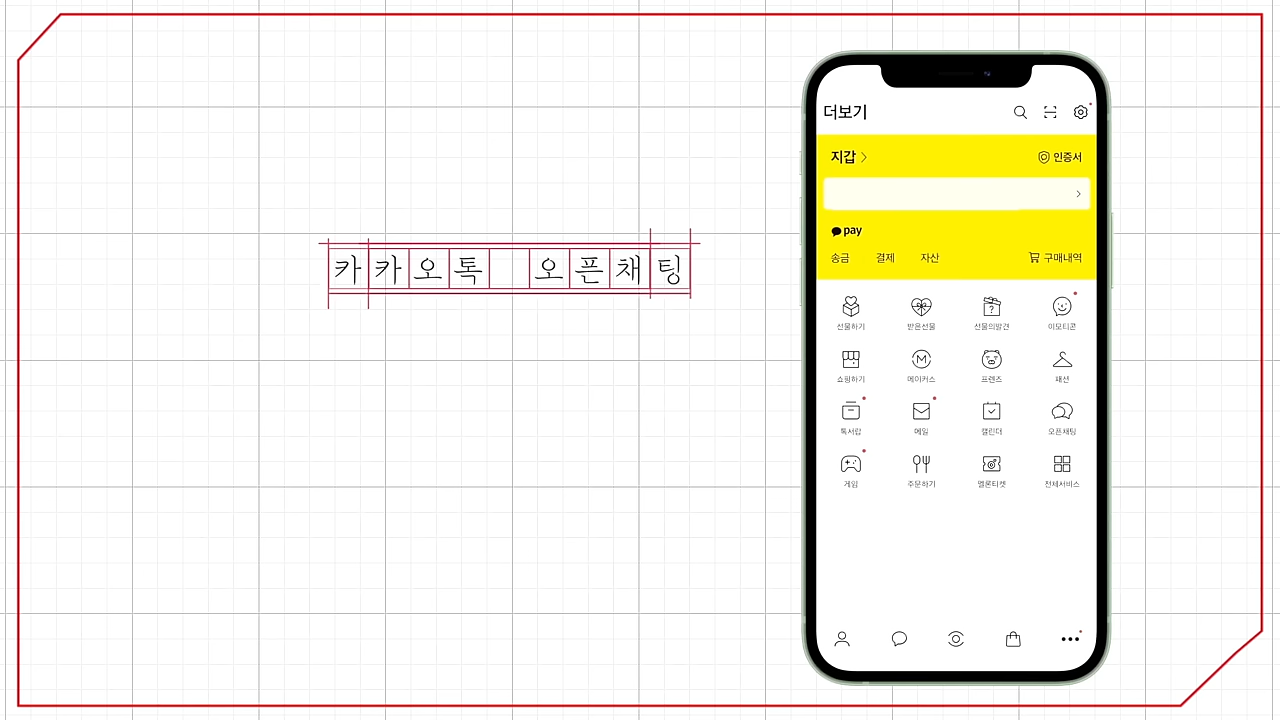 카카오톡 오픈채팅
더보기
지갑
인증서
pay
송금 결제 자산 구매내역
선물하기 받은선물 선물의발견 이모티콘
쇼핑하기 메이커스 프렌즈 패션
톡서랍 메일 캘린더 오픈채팅
게임 주문하기 멜론티켓 전체서비스